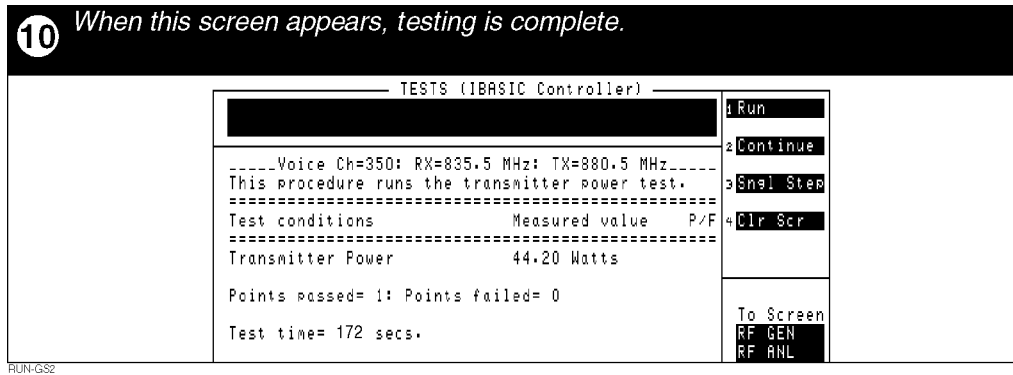 10 When this screen appears, testing is complete.
TESTS (IBASIC Controller)
_____Voice Ch=350: RX=835.5 MHz: TX=880.5 MHz_____
This procedure runs the transmitter power test.
==================================================
Test conditions Measured value P/F
==================================================
Transmitter Power 44.20 Watts
Points passed= 1: Points failed= 0
Test time= 172 secs.
1 Run
2 Continue
3 Sngl Step
4 Clr Scr
To Screen
RF GEN
RF ANL
RUN-GS2